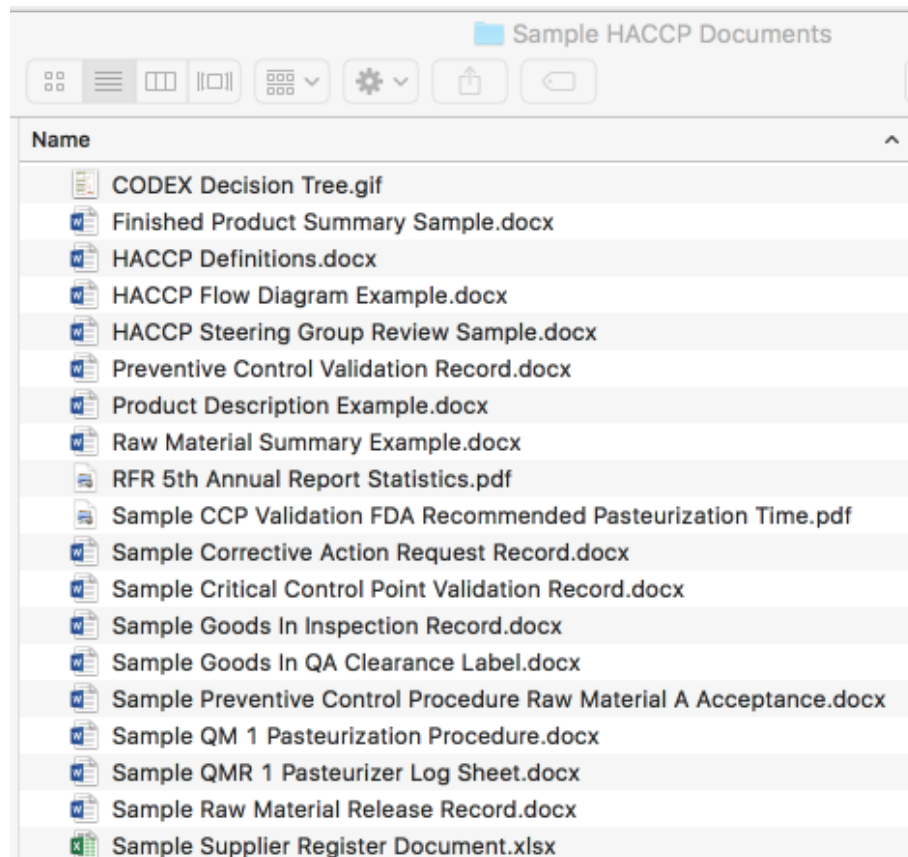 Sample HACCP Documents
Name
CODEX Decision Tree.gif
Finished Product Summary Sample.docx
HACCP Definitions.docx
HACCP Flow Diagram Example.docx
HACCP Steering Group Review Sample.docx
Preventive Control Validation Record.docx
Product Description Example.docx
Raw Material Summary Example.docx
RFR 5th Annual Report Statistics.pdf
Sample CCP Validation FDA Recommended Pasteurization Time.pdf
Sample Corrective Action Request Record.docx
Sample Critical Control Point Validation Record.docx
Sample Goods In Inspection Record.docx
Sample Goods In QA Clearance Label.docx
Sample Preventive Control Procedure Raw Material A Acceptance.docx
Sample QM 1 Pasteurization Procedure.docx
Sample QMR 1 Pasteurizer Log Sheet.docx
Sample Raw Material Release Record.docx
Sample Supplier Register Document.xlsx